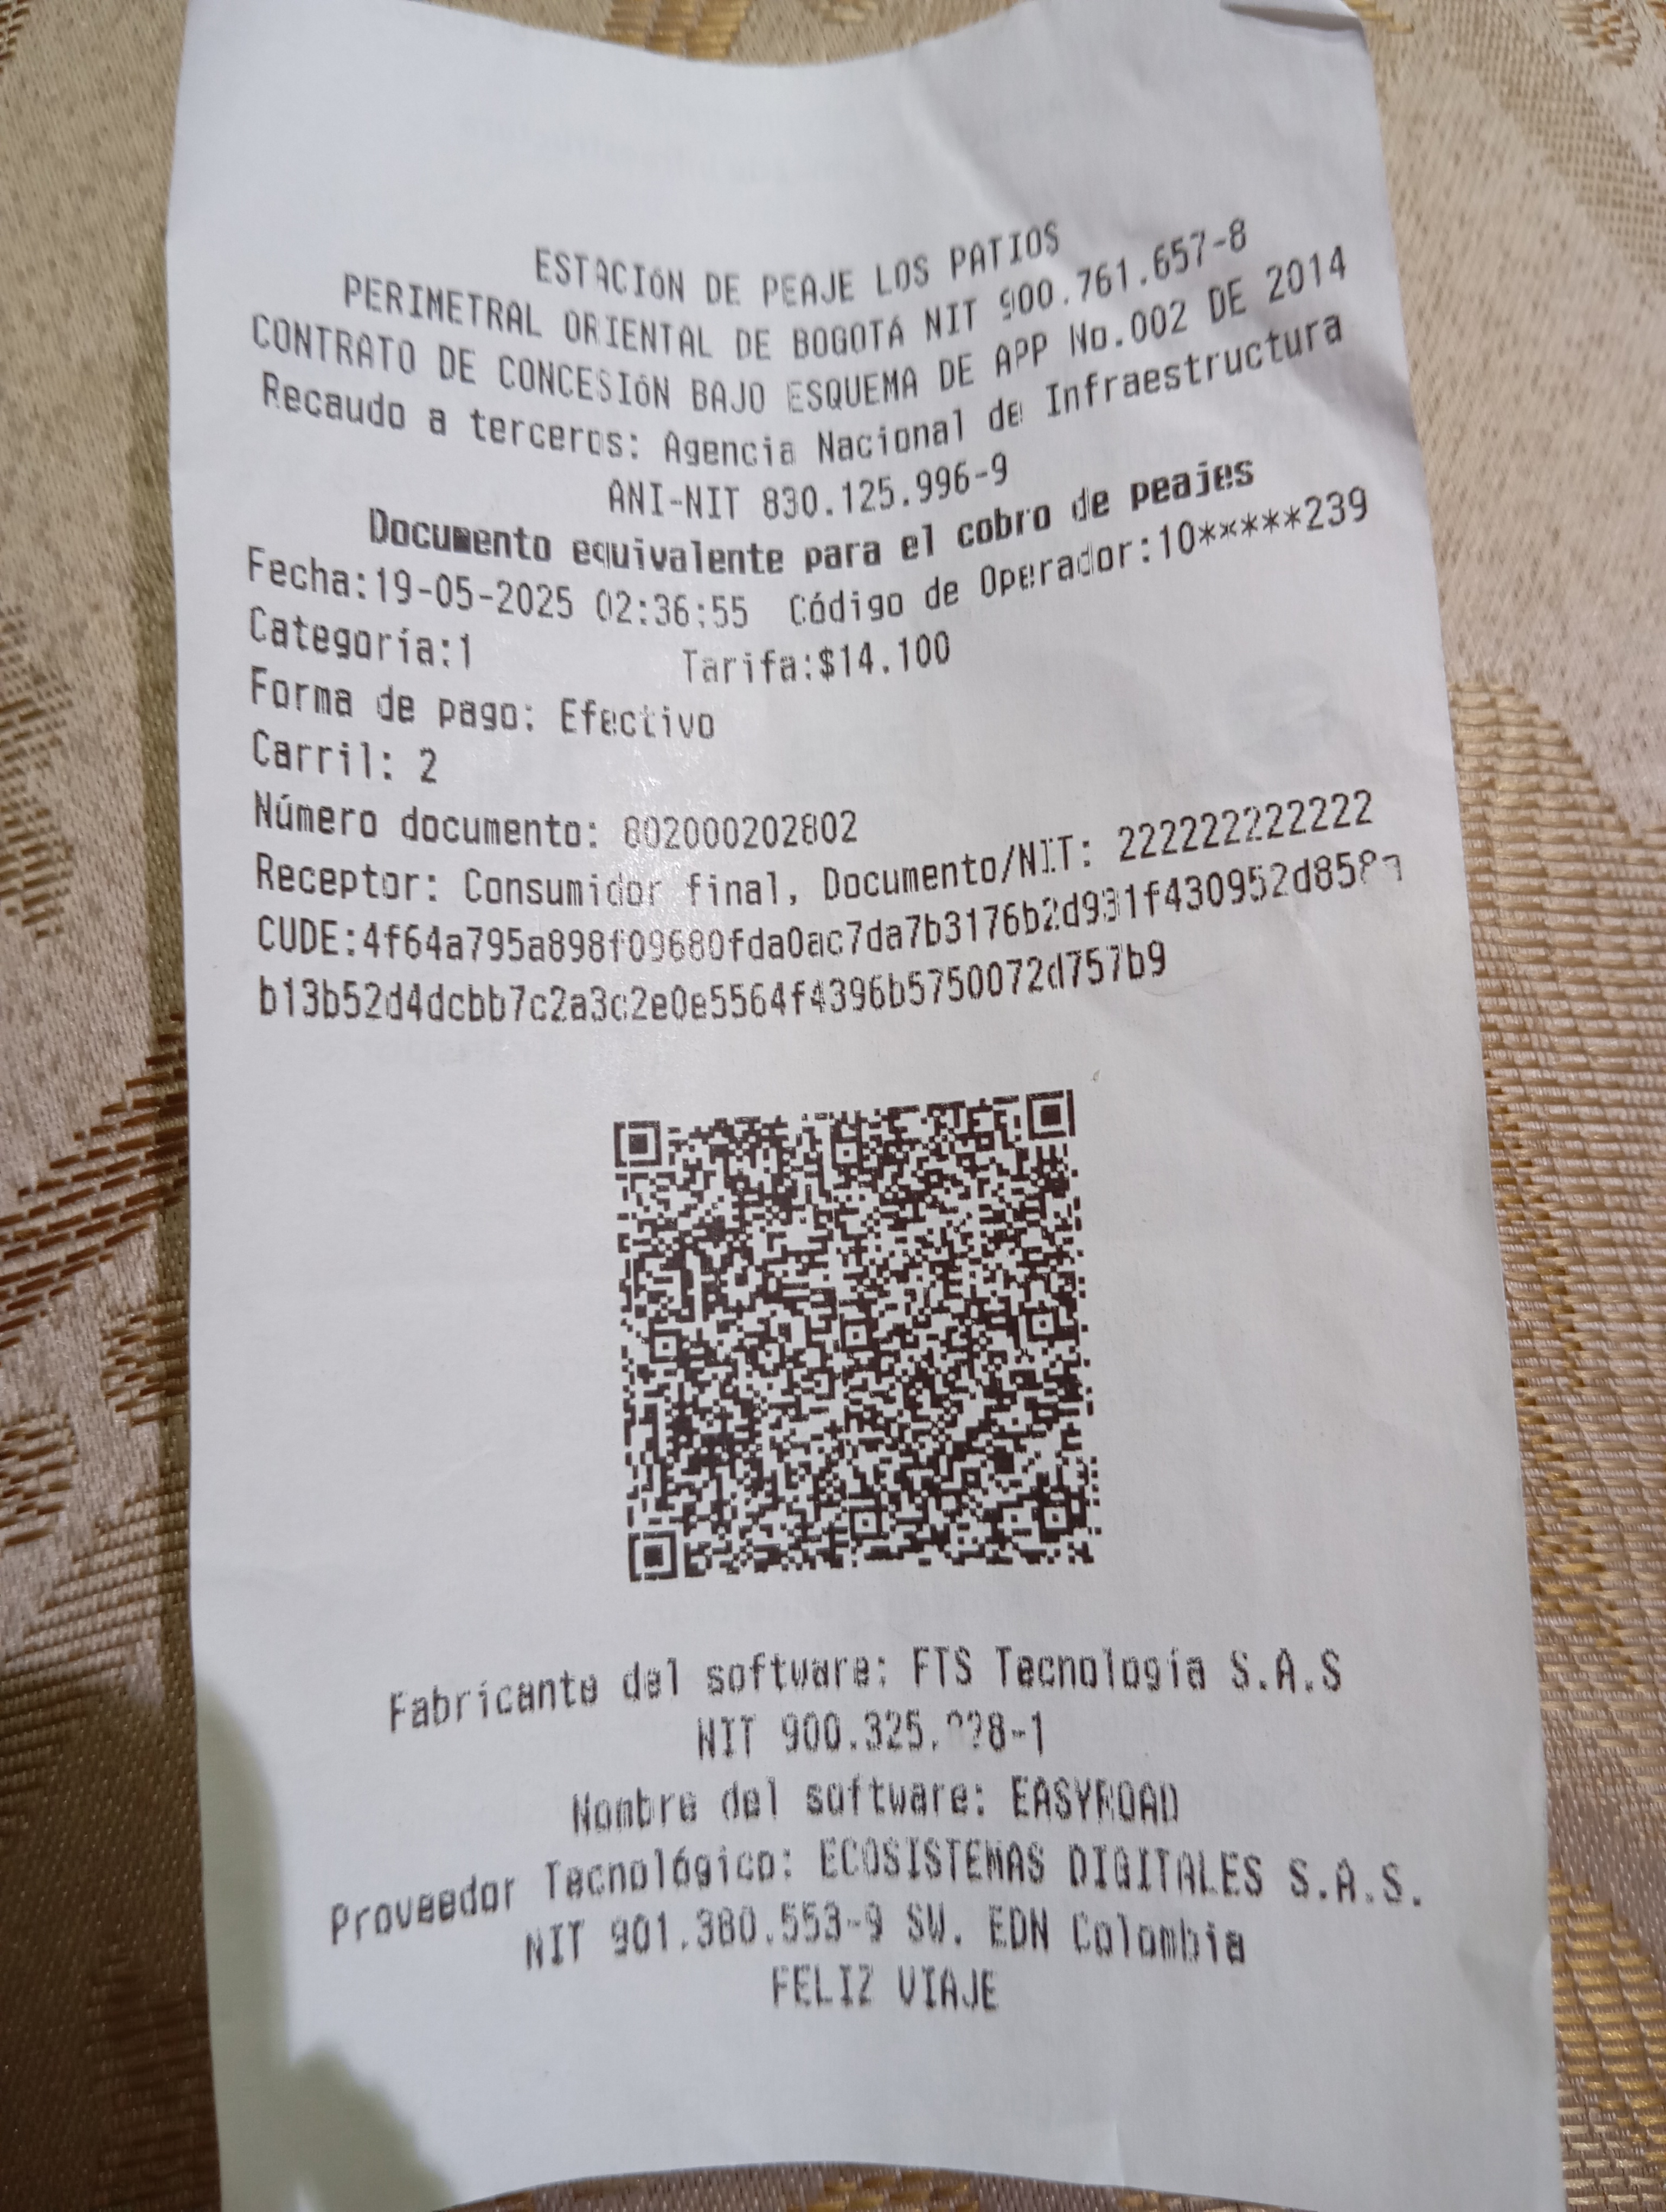 ESTACIÓN DE PEAJE LOS PATIOS
PERIMETRAL ORIENTAL DE BOGOTÁ NIT 900.761.657-8
CONTRATO DE CONCESIÓN BAJO ESQUEMA DE APP No.002 DE 2014
Recaudo a terceros: Agencia Nacional de Infraestructura
ANI-NIT 830.125.996-9
Documento equivalente para el cobro de peajes
Fecha:19-05-2025 02:36:55 Código de Operador:10*****239
Categoría:1 Tarifa:$14.100
Forma de pago: Efectivo
Carril: 2
Número documento: 802000202802
Receptor: Consumidor final, Documento/NIT: 222222222222
CUDE:
b13b52d4dcbb7c2a3c2e0e5564f4396b5750072d757b9
Fabricante del software: FTS Tecnología S.A.S
NIT
Nombre del software: EASYROAD
Proveedor Tecnológico: ECOSISTEMAS DIGITALES S.A.S.
NIT 901.380.553-9 SW. EDN Colombia
FELIZ VIAJE